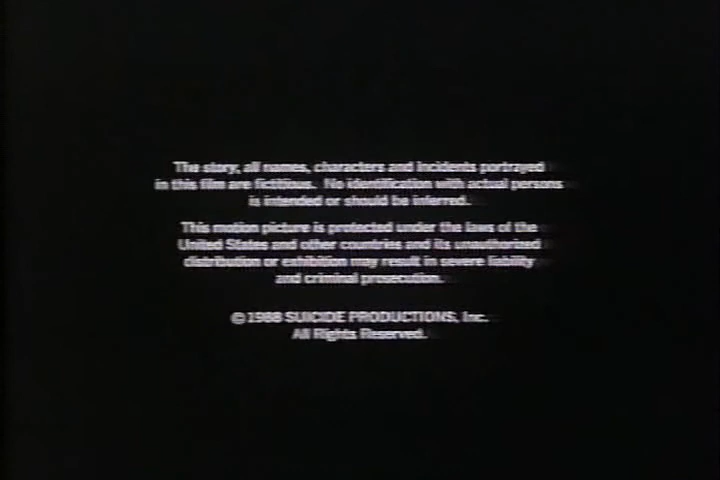 The story, all names, characters and incidents portrayed
in this film are fictitious. No identification with actual persons
is intended or should be inferred.
This motion picture is protected under the laws of the
United States and other countries and its unauthorized
distribution or exhibition may result in severe liability
and criminal prosecution.
© 1988 SUICIDE PRODUCTIONS, Inc.
All Rights Reserved.